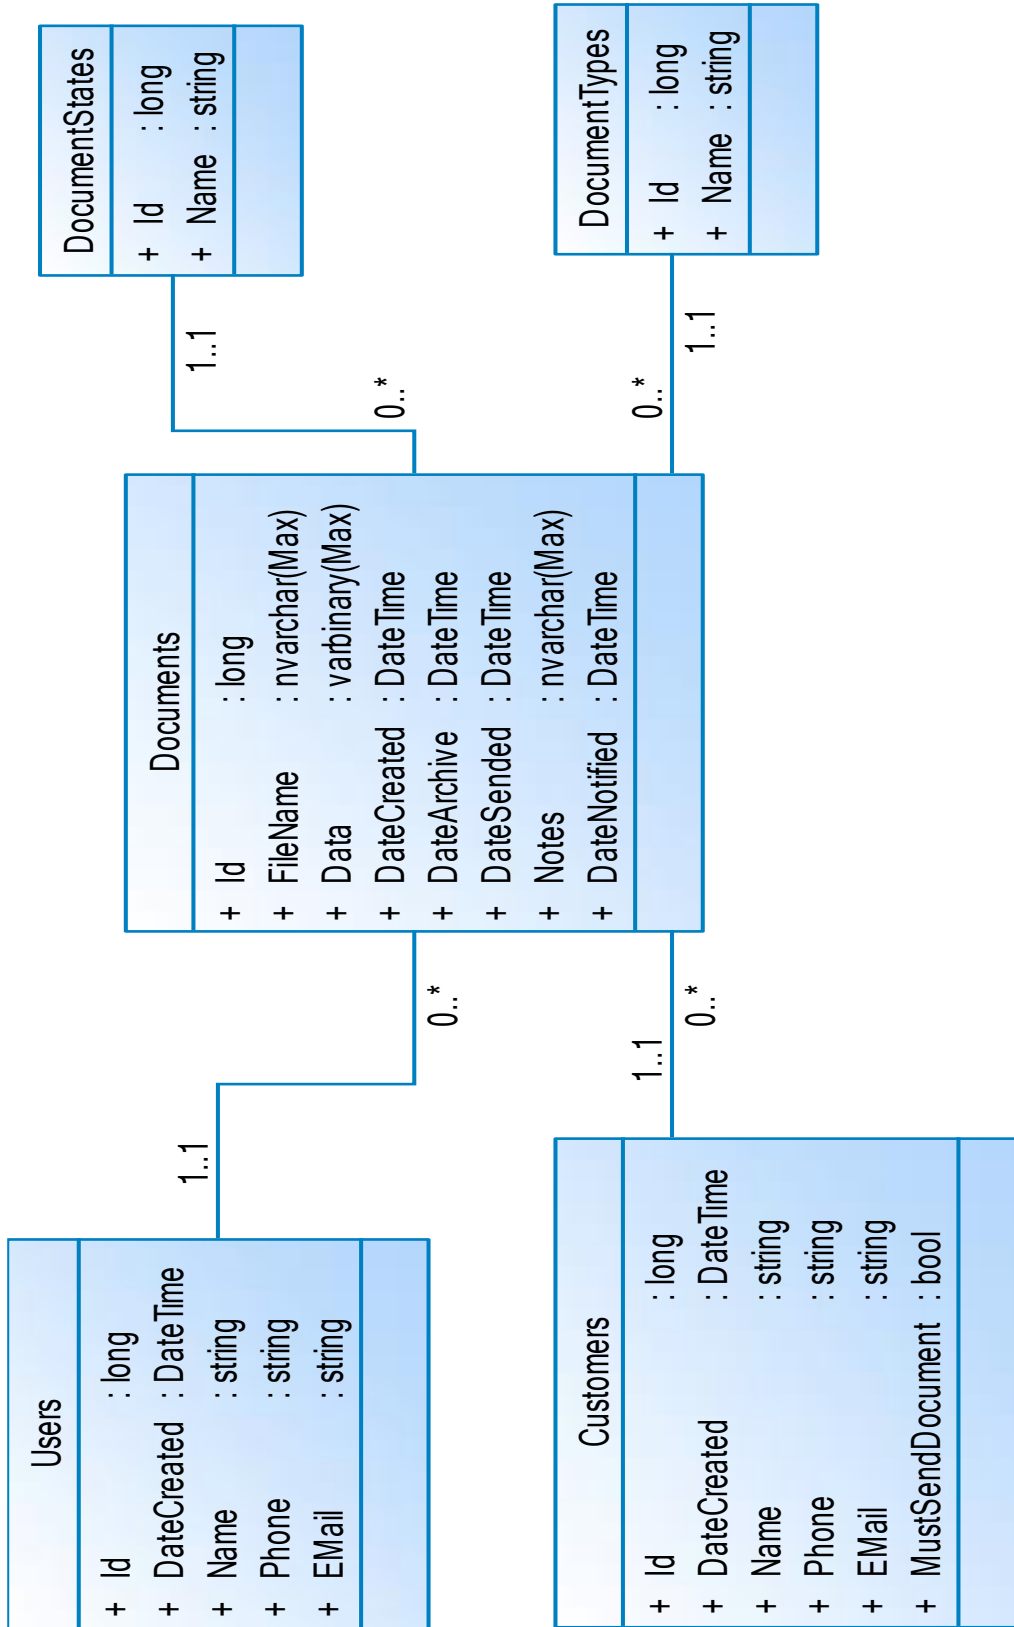 Users
+ Id : long
+ DateCreated : DateTime
+ Name : string
+ Phone : string
+ EMail : string
1..1
0..*
Documents
+ Id : long
+ FileName : nvarchar(Max)
+ Data : varbinary(Max)
+ DateCreated : DateTime
+ DateArchive : DateTime
+ DateSended : DateTime
+ Notes : nvarchar(Max)
+ DateNotified : DateTime
0..*
1..1
DocumentStates
+ Id : long
+ Name : string
Customers
+ Id : long
+ DateCreated : DateTime
+ Name : string
+ Phone : string
+ EMail : string
+ MustSendDocument : bool
1..1
0..*
0..*
1..1
DocumentTypes
+ Id : long
+ Name : string